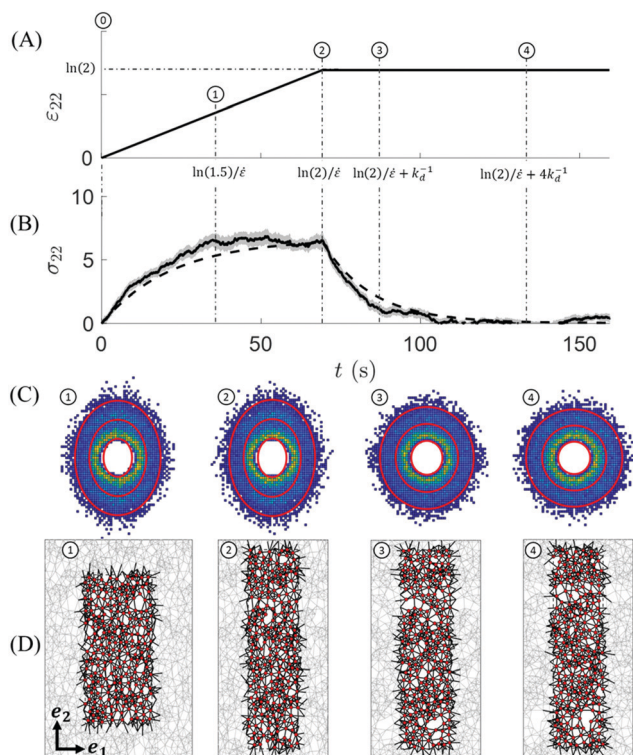 (A)
⓪
①
②
③
④
ln(2)
ε₂₂
0
ln(1.5)/ε̇
ln(2)/ε̇
ln(2)/ε̇ + k_d⁻¹
ln(2)/ε̇ + 4k_d⁻¹
(B)
10
5
0
σ₂₂
0
50
100
150
t (s)
(C)
①
②
③
④
(D)
①
②
③
④
e₂
e₁